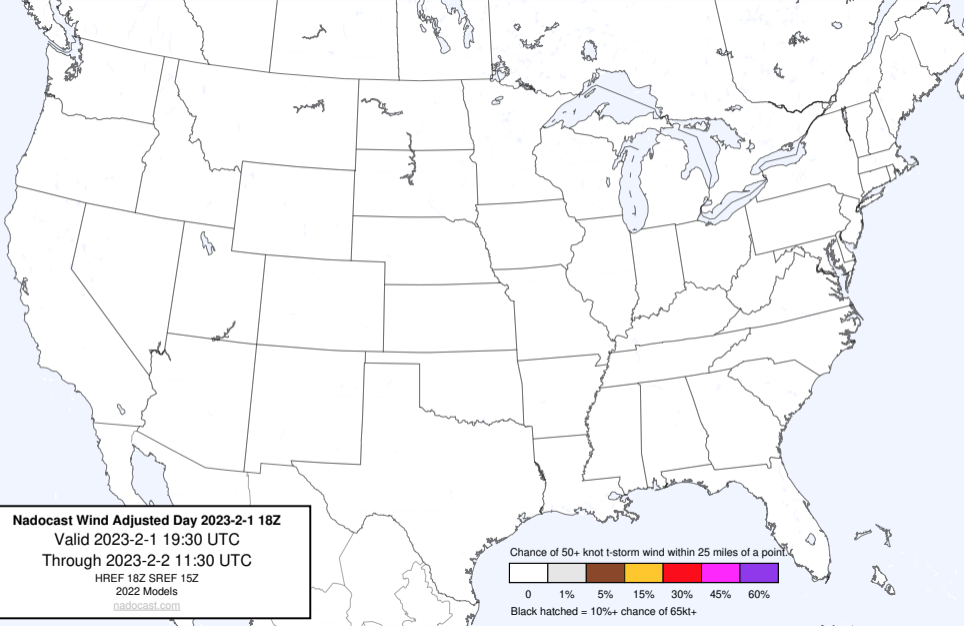 Nadocast Wind Adjusted Day 2023-2-1 18Z
Valid 2023-2-1 19:30 UTC
Through 2023-2-2 11:30 UTC
HREF 18Z SREF 15Z
2022 Models
nadocast.com
Chance of 50+ knot t-storm wind within 25 miles of a point.
0 1% 5% 15% 30% 45% 60%
Black hatched = 10%+ chance of 65kt+